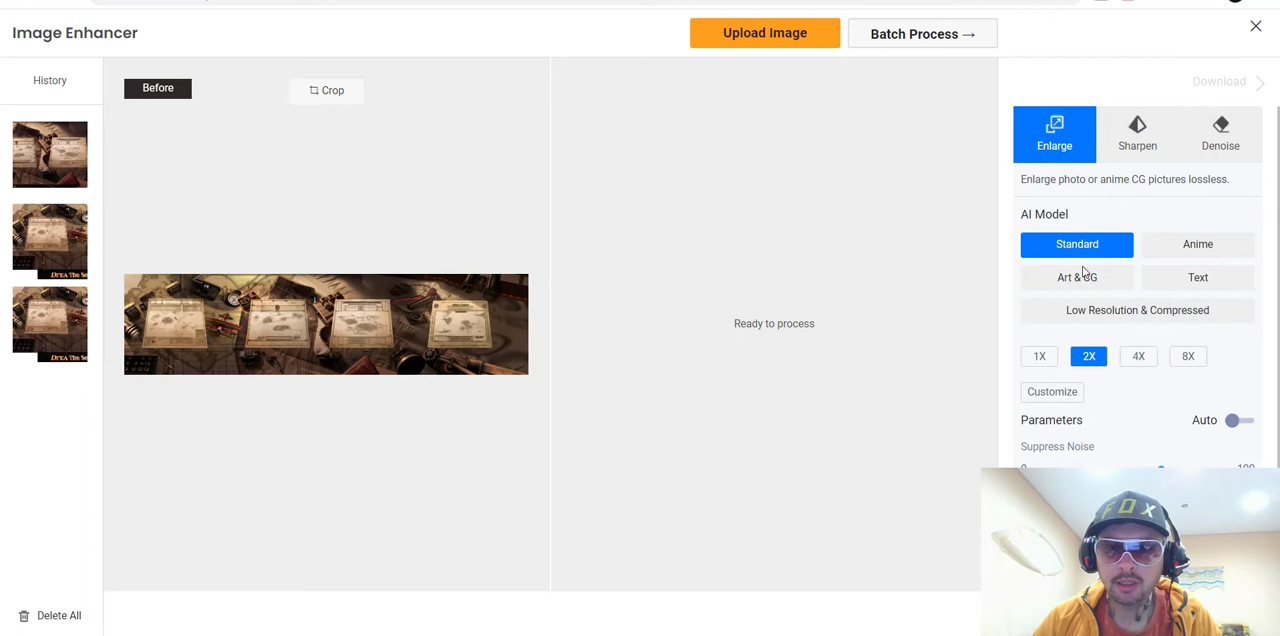 Image Enhancer
Upload Image
Batch Process →
History
Before
Crop
Download
Enlarge
Sharpen
Denoise
Enlarge photo or anime CG pictures lossless.
AI Model
Standard
Anime
Art & CG
Text
Low Resolution & Compressed
Ready to process
1X
2X
4X
8X
Customize
Parameters
Auto
Suppress Noise
FOX
Delete All